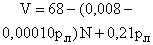 V = 68 – (0,008 –
0,00010pл) N + 0,21pл